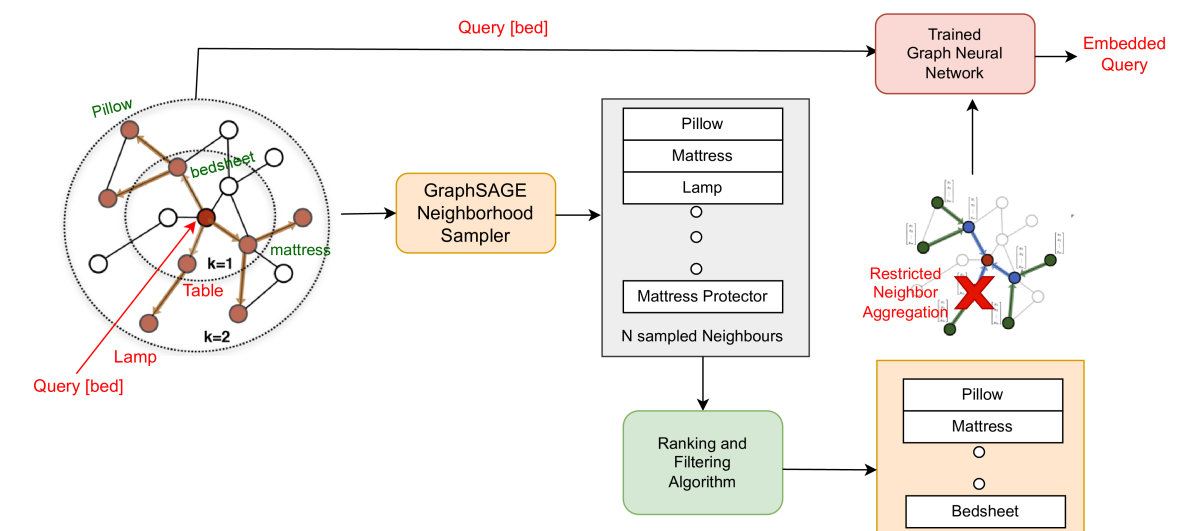 Query [bed]
Trained
Graph Neural
Network
Embedded
Query
Pillow
bedsheet
mattress
k=1
Table
k=2
Lamp
Query [bed]
GraphSAGE
Neighborhood
Sampler
Pillow
Mattress
Lamp
Mattress Protector
N sampled Neighbours
Restricted
Neighbor
Aggregation
Ranking and
Filtering
Algorithm
Pillow
Mattress
Bedsheet